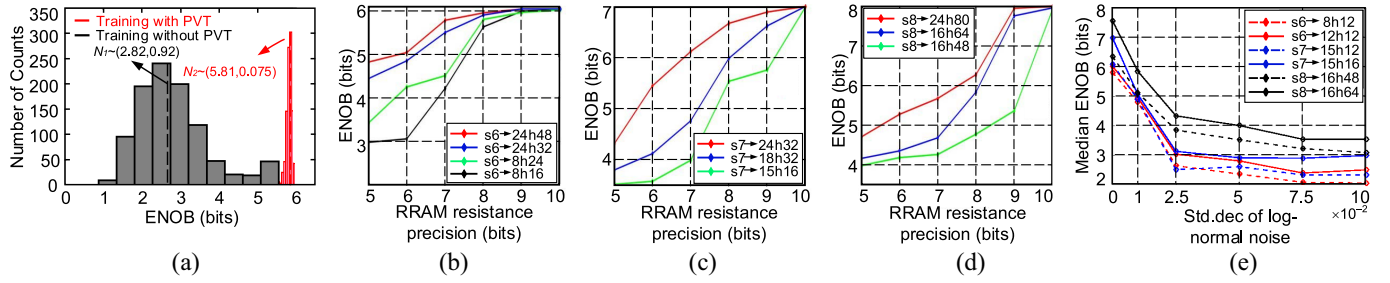 Training with PVT
Training without PVT
N₁~(2.82,0.92)
N₂~(5.81,0.075)
350
300
250
200
150
100
50
0
Number of Counts
0 1 2 3 4 5 6
ENOB (bits)
(a)
6
5
4
3
ENOB (bits)
s6→24h48
s6→24h32
s6→8h24
s6→8h16
5 6 7 8 9 10
RRAM resistance
precision (bits)
(b)
7
6
5
4
ENOB (bits)
s7→24h32
s7→18h32
s7→15h16
5 6 7 8 9 10
RRAM resistance
precision (bits)
(c)
8
7
6
5
4
ENOB (bits)
s8→24h80
s8→16h64
s8→16h48
5 6 7 8 9 10
RRAM resistance
precision (bits)
(d)
8
7
6
5
4
3
2
Median ENOB (bits)
s6→8h12
s6→12h12
s7→15h12
s7→15h16
s8→16h48
s8→16h64
0 1 2.5 5 7.5 10
×10⁻²
Std.dec of log-
normal noise
(e)